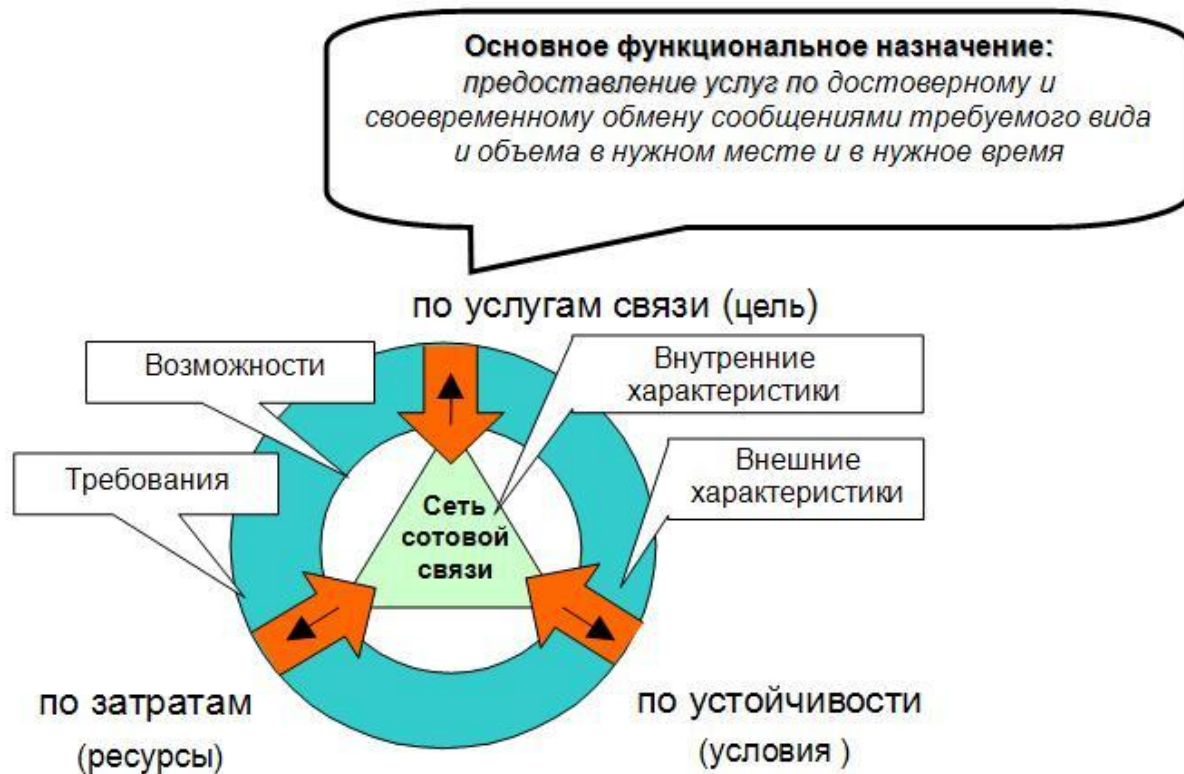 Основное функциональное назначение:
предоставление услуг по достоверному и
своевременному обмену сообщениями требуемого вида
и объема в нужном месте и в нужное время
по услугам связи (цель)
Возможности
Внутренние
характеристики
Требования
Внешние
характеристики
Сеть
сотовой
связи
по затратам
(ресурсы)
по устойчивости
(условия )